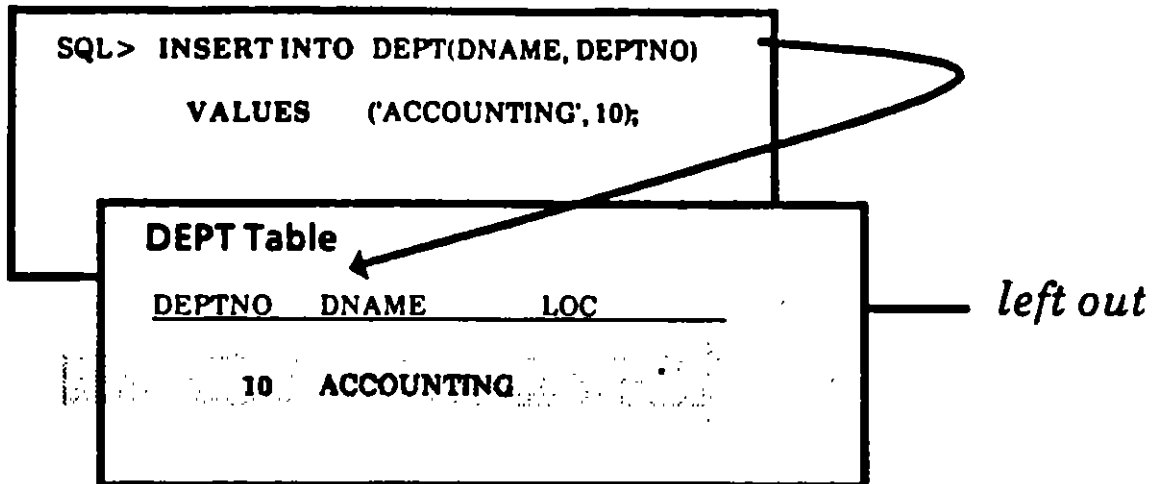 SQL> INSERT INTO DEPT(DNAME, DEPTNO)
VALUES ('ACCOUNTING', 10);
DEPT Table
DEPTNO DNAME LOC
left out
10 ACCOUNTING